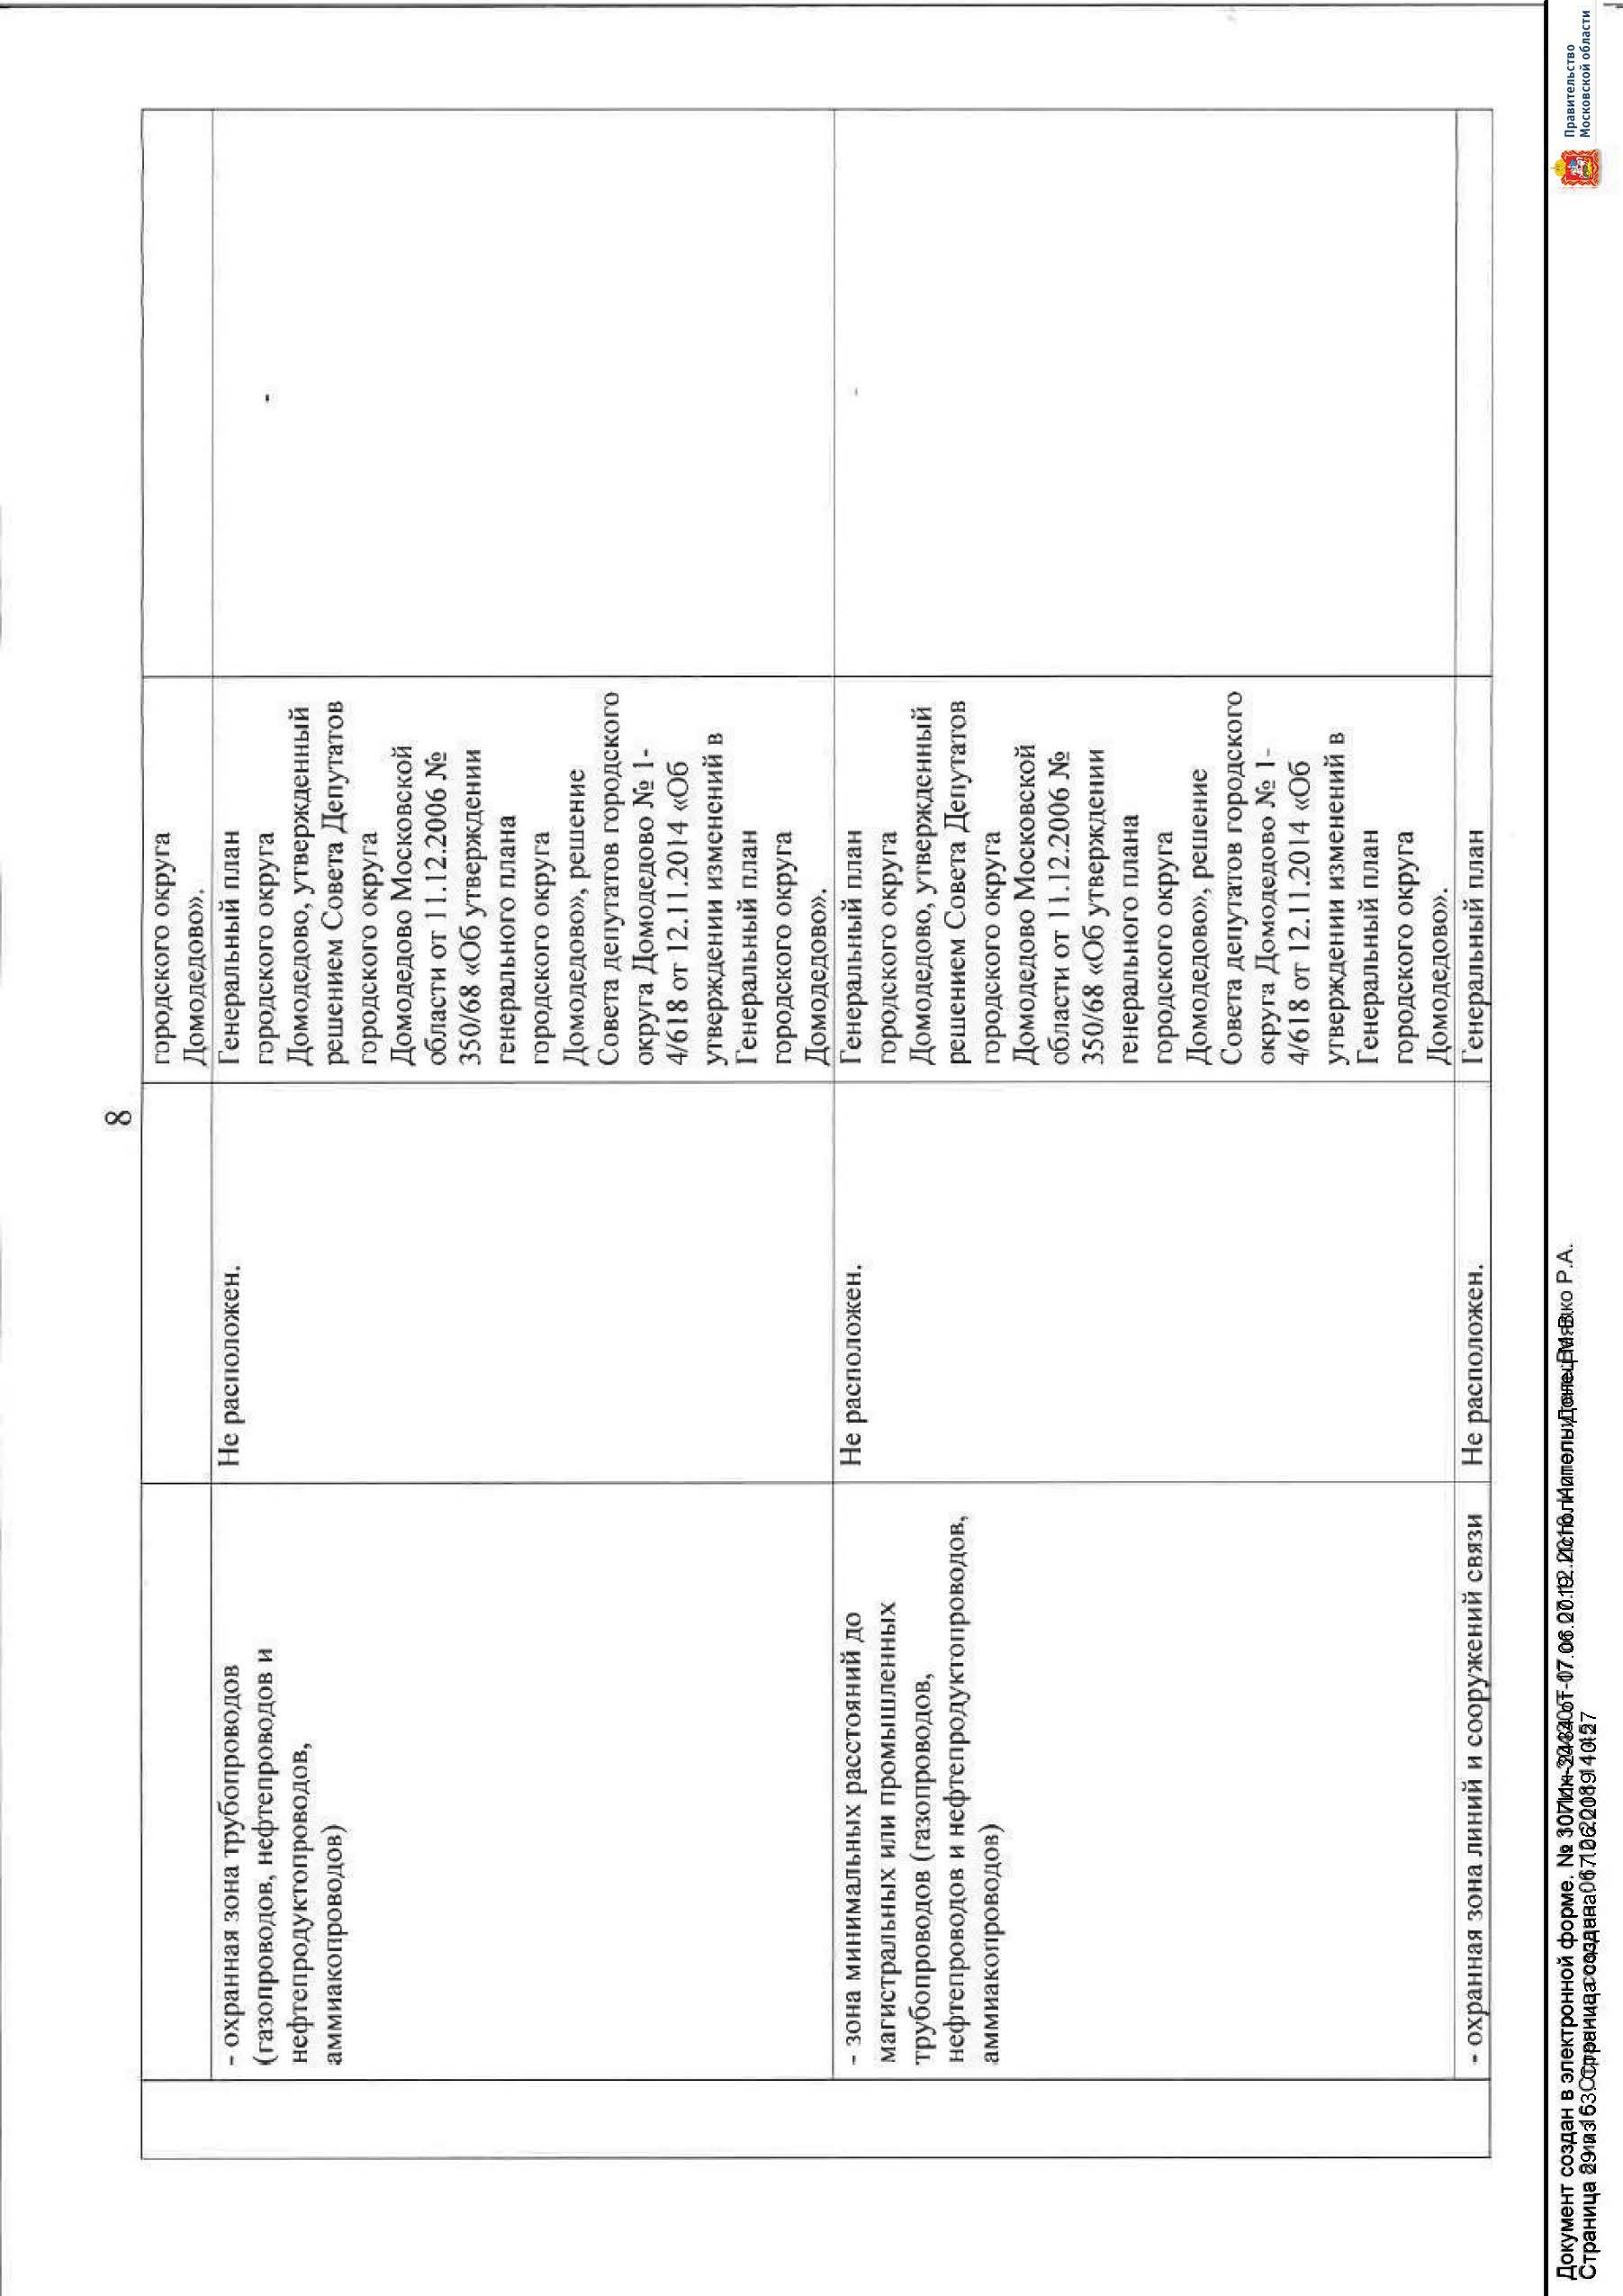 8
городского округа
Домодедово».
- охранная зона трубопроводов
(газопроводов, нефтепроводов и
нефтепродуктопроводов,
аммиакопроводов)
Не расположен.
Генеральный план
городского округа
Домодедово, утвержденный
решением Совета Депутатов
городского округа
Домодедово Московской
области от 11.12.2006 №
350/68 «Об утверждении
генерального плана
городского округа
Домодедово», решение
Совета депутатов городского
округа Домодедово № 1-
4/618 от 12.11.2014 «Об
утверждении изменений в
Генеральный план
городского округа
Домодедово».
-
- зона минимальных расстояний до
магистральных или промышленных
трубопроводов (газопроводов,
нефтепроводов и нефтепродуктопроводов,
аммиакопроводов)
Не расположен.
Генеральный план
городского округа
Домодедово, утвержденный
решением Совета Депутатов
городского округа
Домодедово Московской
области от 11.12.2006 №
350/68 «Об утверждении
генерального плана
городского округа
Домодедово», решение
Совета депутатов городского
округа Домодедово № 1-
4/618 от 12.11.2014 «Об
утверждении изменений в
Генеральный план
городского округа
Домодедово».
-
- охранная зона линий и сооружений связи
Не расположен.
Генеральный план
Документ создан в электронной форме. №
Страница
Правительство
Московской области